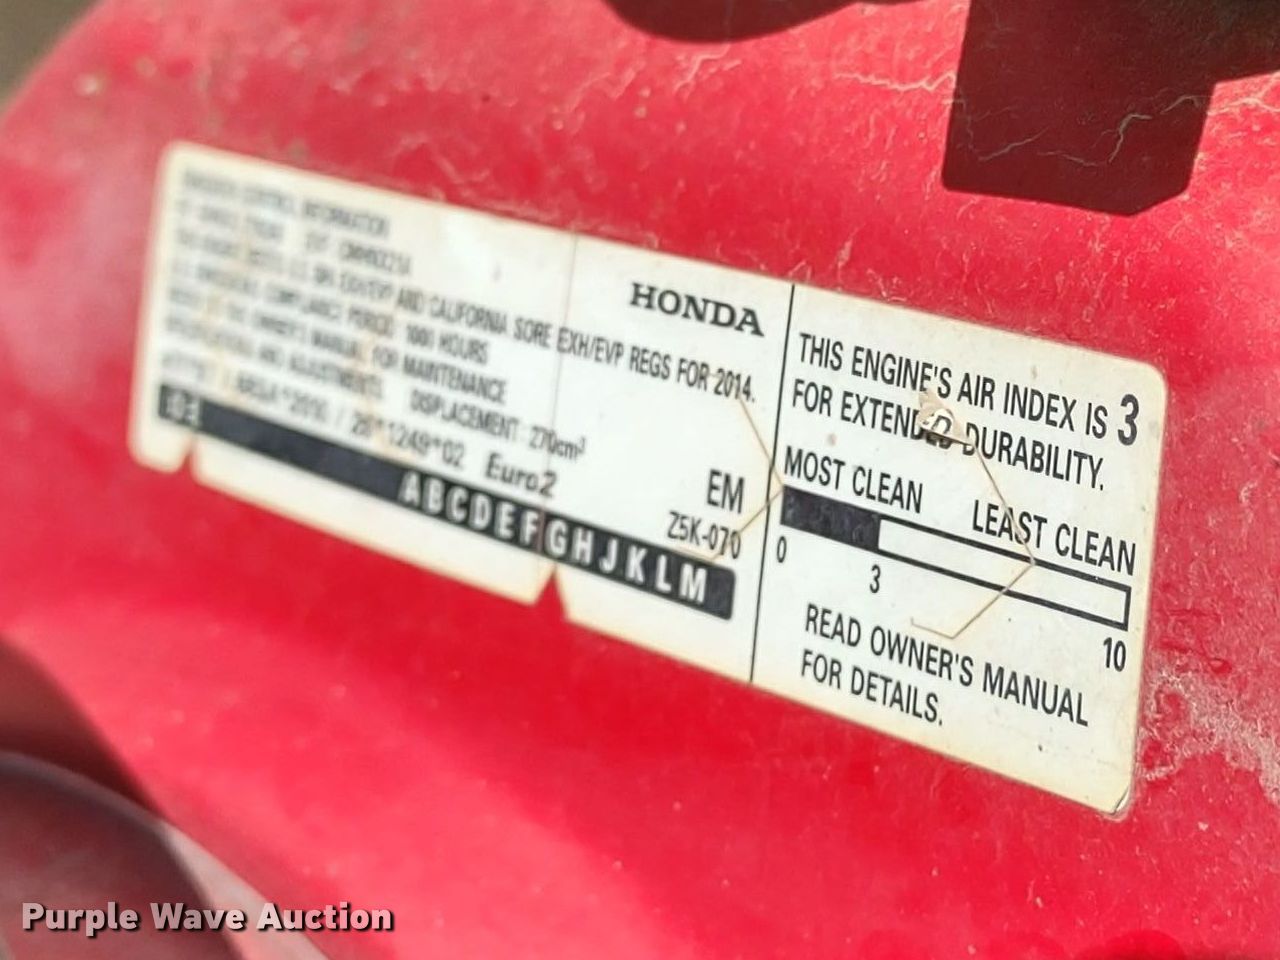 EMISSION CONTROL INFORMATION
EXH/EVP AND CALIFORNIA SORE EXH/EVP REGS FOR 2014.
COMPLIANCE PERIOD: 1000 HOURS
OWNER'S MANUAL FOR MAINTENANCE
AND ADJUSTMENTS. DISPLACEMENT: 270cm³
Euro2
HONDA
EM
Z5K-070
ABCDEFGHJKLM
THIS ENGINE'S AIR INDEX IS 3
FOR EXTENDED DURABILITY.
MOST CLEAN LEAST CLEAN
0 3 10
READ OWNER'S MANUAL
FOR DETAILS.
Purple Wave Auction